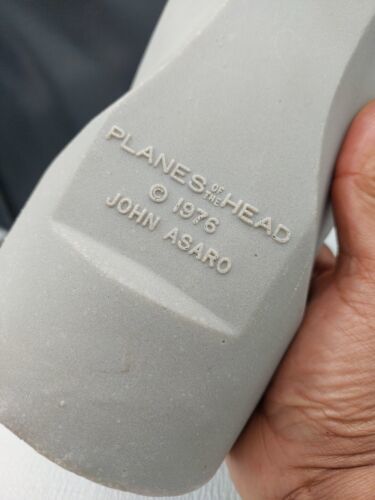 PLANES OF THE HEAD
© 1976
JOHN ASARO